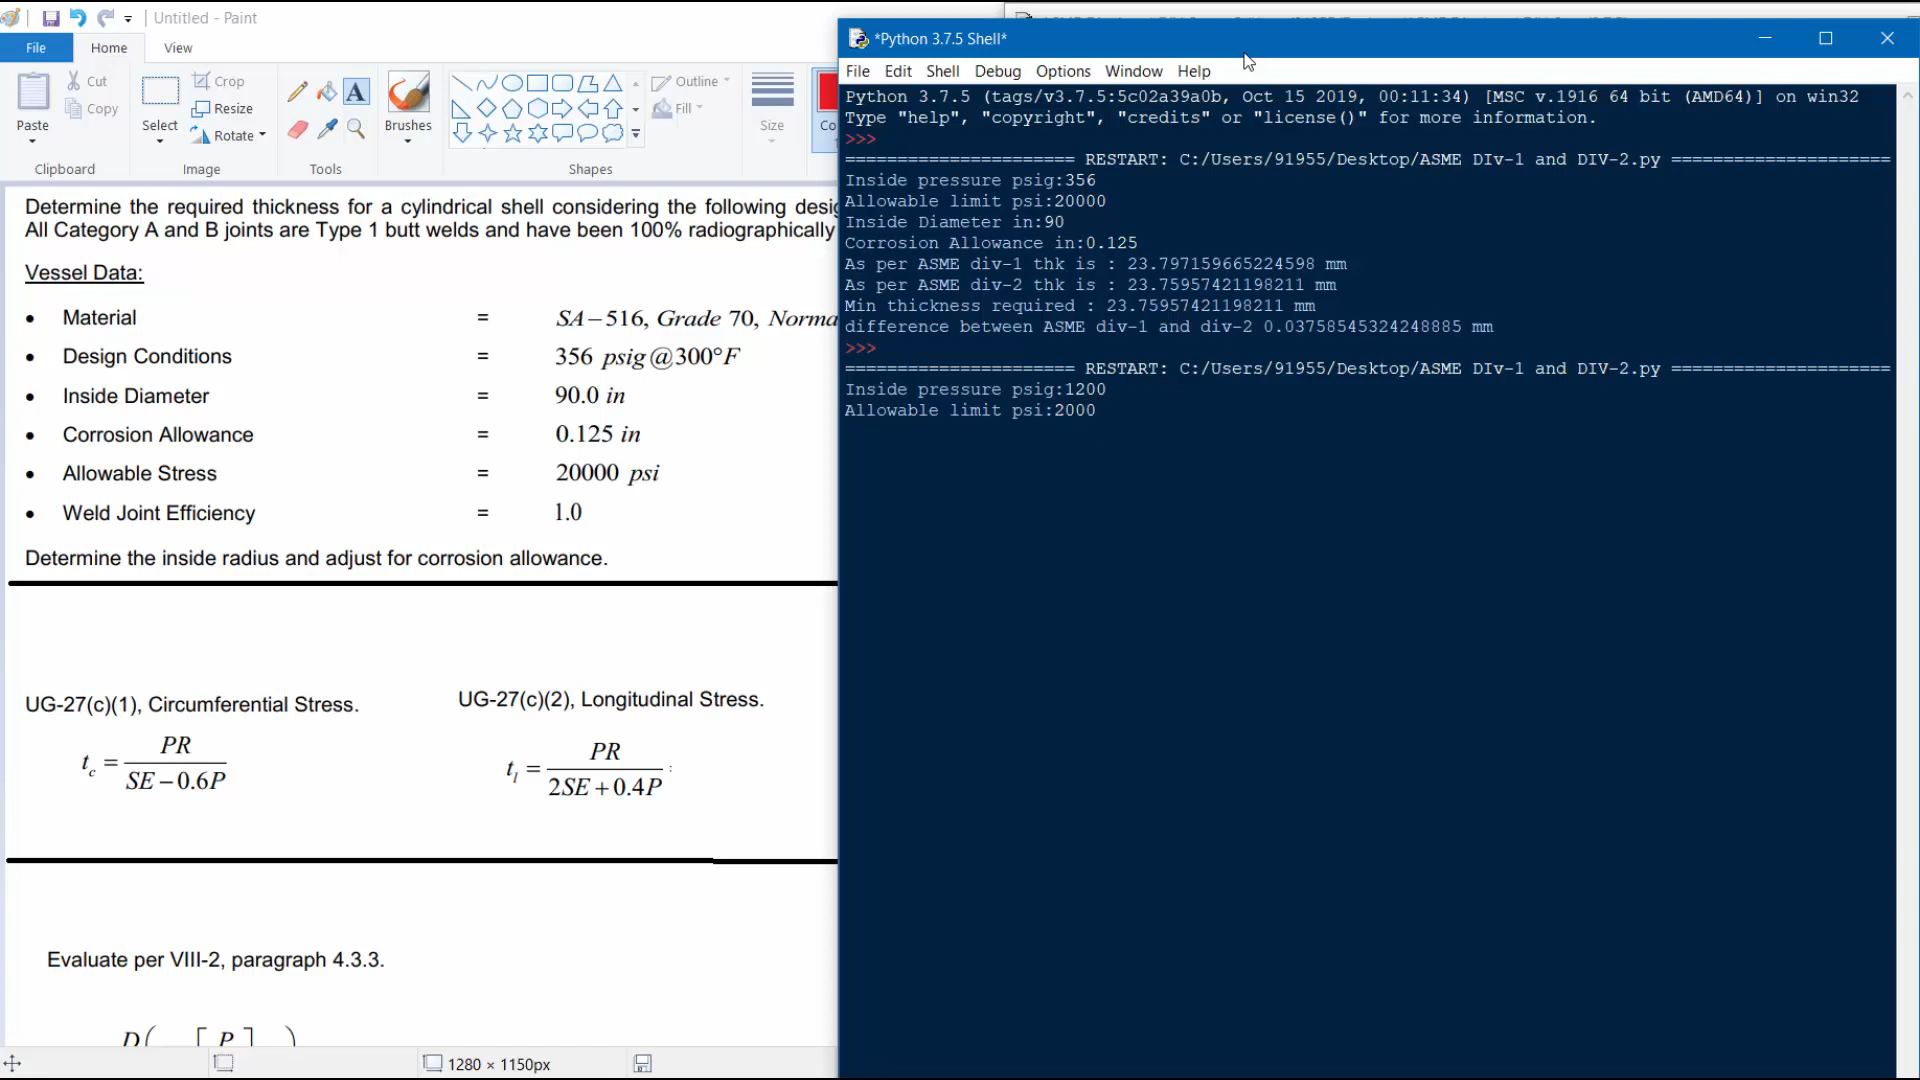 Untitled - Paint
File
Home
View
Paste
Cut
Copy
Clipboard
Select
Crop
Resize
Rotate
Image
A
Tools
Brushes
Outline
Fill
Shapes
Size
Co
Determine the required thickness for a cylindrical shell considering the following desi
All Category A and B joints are Type 1 butt welds and have been 100% radiographically
Vessel Data:
• Material = SA−516, Grade 70, Norma
• Design Conditions = 356 psig@300°F
• Inside Diameter = 90.0 in
• Corrosion Allowance = 0.125 in
• Allowable Stress = 20000 psi
• Weld Joint Efficiency = 1.0
Determine the inside radius and adjust for corrosion allowance.
UG-27(c)(1), Circumferential Stress.
t_c = PR / (SE − 0.6P)
UG-27(c)(2), Longitudinal Stress.
t_l = PR / (2SE + 0.4P)
Evaluate per VIII-2, paragraph 4.3.3.
D( [ P ] )
1280 × 1150px
*Python 3.7.5 Shell*
File Edit Shell Debug Options Window Help
Python 3.7.5 (tags/v3.7.5:5c02a39a0b, Oct 15 2019, 00:11:34) [MSC v.1916 64 bit (AMD64)] on win32
Type "help", "copyright", "credits" or "license()" for more information.
>>>
====================== RESTART: C:/Users/91955/Desktop/ASME DIv-1 and DIV-2.py =====================
Inside pressure psig:356
Allowable limit psi:20000
Inside Diameter in:90
Corrosion Allowance in:0.125
As per ASME div-1 thk is : 23.797159665224598 mm
As per ASME div-2 thk is : 23.75957421198211 mm
Min thickness required : 23.75957421198211 mm
difference between ASME div-1 and div-2 0.03758545324248885 mm
>>>
====================== RESTART: C:/Users/91955/Desktop/ASME DIv-1 and DIV-2.py =====================
Inside pressure psig:1200
Allowable limit psi:2000